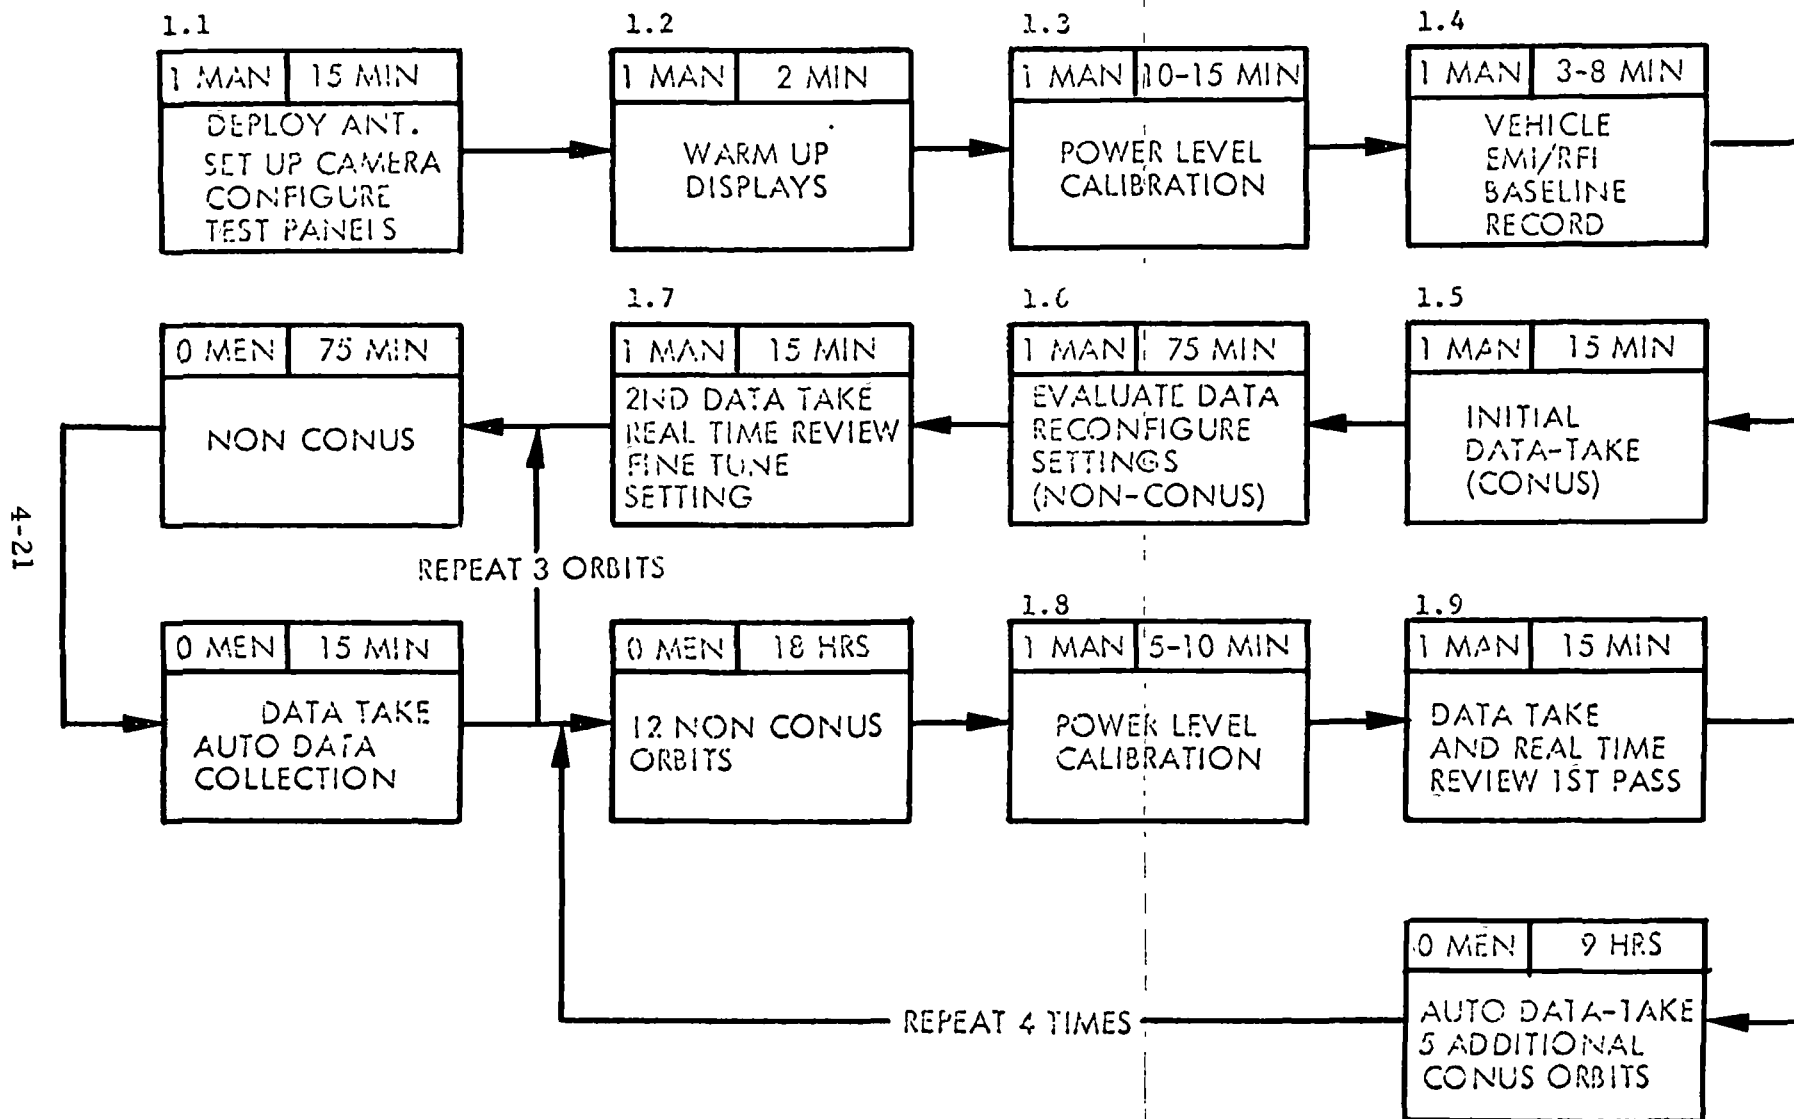 1.1
1 MAN 15 MIN
DEPLOY ANT.
SET UP CAMERA
CONFIGURE
TEST PANELS
1.2
1 MAN 2 MIN
WARM UP
DISPLAYS
1.3
1 MAN 10-15 MIN
POWER LEVEL
CALIBRATION
1.4
1 MAN 3-8 MIN
VEHICLE
EMI/RFI
BASELINE
RECORD
1.5
1 MAN 15 MIN
INITIAL
DATA-TAKE
(CONUS)
1.6
1 MAN 75 MIN
EVALUATE DATA
RECONFIGURE
SETTINGS
(NON-CONUS)
1.7
1 MAN 15 MIN
2ND DATA TAKE
REAL TIME REVIEW
FINE TUNE
SETTING
0 MEN 75 MIN
NON CONUS
4-21
REPEAT 3 ORBITS
0 MEN 15 MIN
DATA TAKE
AUTO DATA
COLLECTION
0 MEN 18 HRS
12 NON CONUS
ORBITS
1.8
1 MAN 5-10 MIN
POWER LEVEL
CALIBRATION
1.9
1 MAN 15 MIN
DATA TAKE
AND REAL TIME
REVIEW 1ST PASS
0 MEN 9 HRS
AUTO DATA-TAKE
5 ADDITIONAL
CONUS ORBITS
REPEAT 4 TIMES